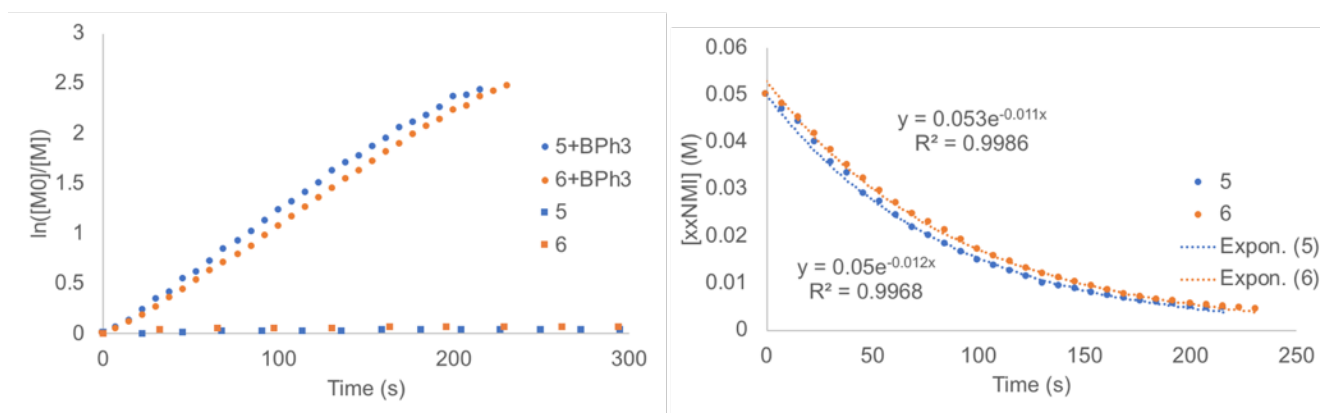 3
2.5
2
1.5
1
0.5
0
0
100
200
300
ln([M0]/[M])
Time (s)
5+BPh3
6+BPh3
5
6
0.06
0.05
0.04
0.03
0.02
0.01
0
0
50
100
150
200
250
[xxNMI] (M)
Time (s)
y = 0.053e-0.011x
R² = 0.9986
y = 0.05e-0.012x
R² = 0.9968
5
6
Expon. (5)
Expon. (6)